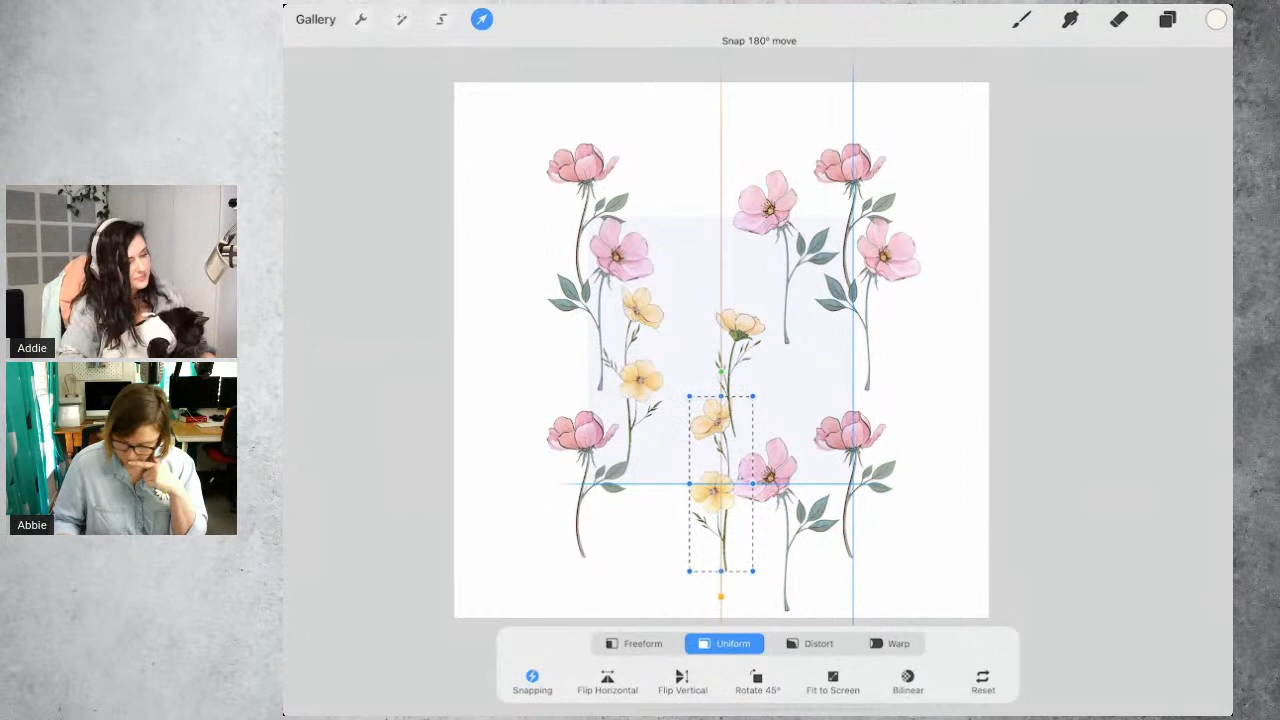 Gallery
Snap 180° move
Addie
Abbie
Freeform
Uniform
Distort
Warp
Snapping
Flip Horizontal
Flip Vertical
Rotate 45°
Fit to Screen
Bilinear
Reset